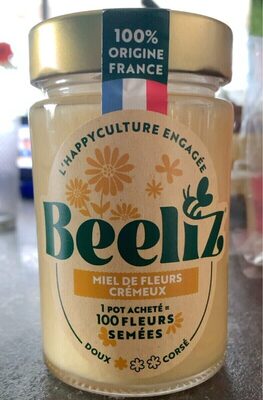 100%
ORIGINE
FRANCE
L'HAPPYCULTURE ENGAGÉE
Beeliz
MIEL DE FLEURS
CRÉMEUX
1 POT ACHETÉ =
100 FLEURS
SEMÉES
DOUX CORSÉ